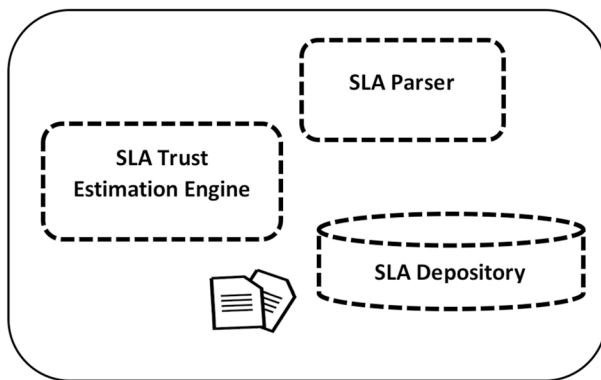 SLA Parser
SLA Trust
Estimation Engine
SLA Depository